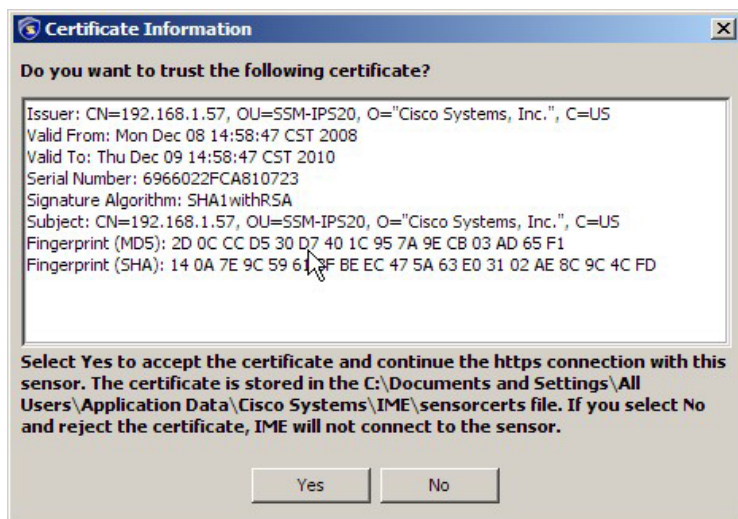 Certificate Information
Do you want to trust the following certificate?
Issuer: CN=192.168.1.57, OU=SSM-IPS20, O="Cisco Systems, Inc.", C=US
Valid From: Mon Dec 08 14:58:47 CST 2008
Valid To: Thu Dec 09 14:58:47 CST 2010
Serial Number: 6966022FCA810723
Signature Algorithm: SHA1withRSA
Subject: CN=192.168.1.57, OU=SSM-IPS20, O="Cisco Systems, Inc.", C=US
Fingerprint (MD5): 2D 0C CC D5 30 D7 40 1C 95 7A 9E CB 03 AD 65 F1
Fingerprint (SHA): 14 0A 7E 9C 59 61 BE EC 47 5A 63 E0 31 02 AE 8C 9C 4C FD
Select Yes to accept the certificate and continue the https connection with this
sensor. The certificate is stored in the C:\Documents and Settings\All
Users\Application Data\Cisco Systems\IME\sensorcerts file. If you select No
and reject the certificate, IME will not connect to the sensor.
Yes
No